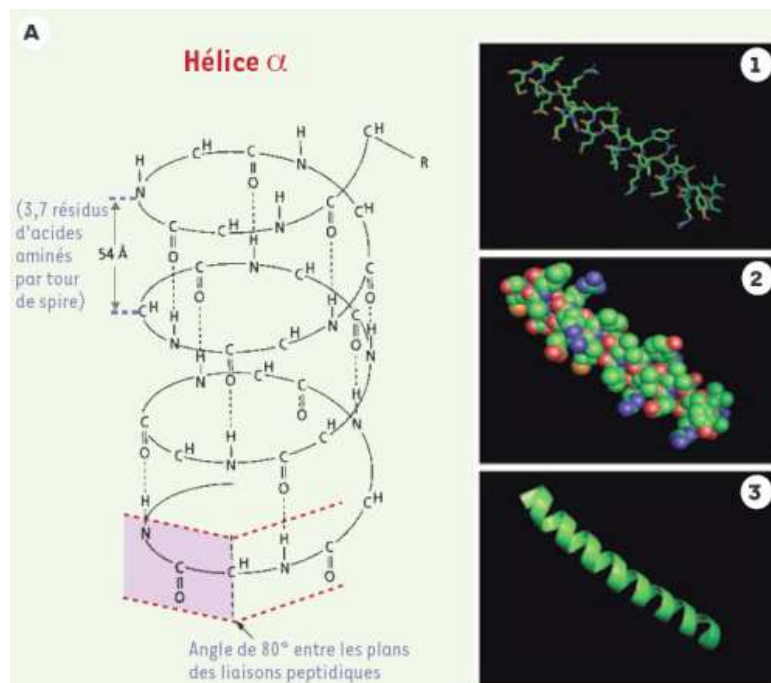 A
Hélice α
1
H
N
C H
C
O
H
N
C H
R
(3,7 résidus
d'acides
aminés
par tour
de spire)
54 Å
C
O
C H
H
N
C
O
C H
C
O
H
N
C H
C
O
C H
H
N
C
O
C H
H
N
C
O
H
N
2
H
N
C
O
C H
C
O
H
N
C
O
C H
H
N
C H
C
O
H
N
C
O
C H
H
N
C
O
C H
3
Angle de 80° entre les plans
des liaisons peptidiques